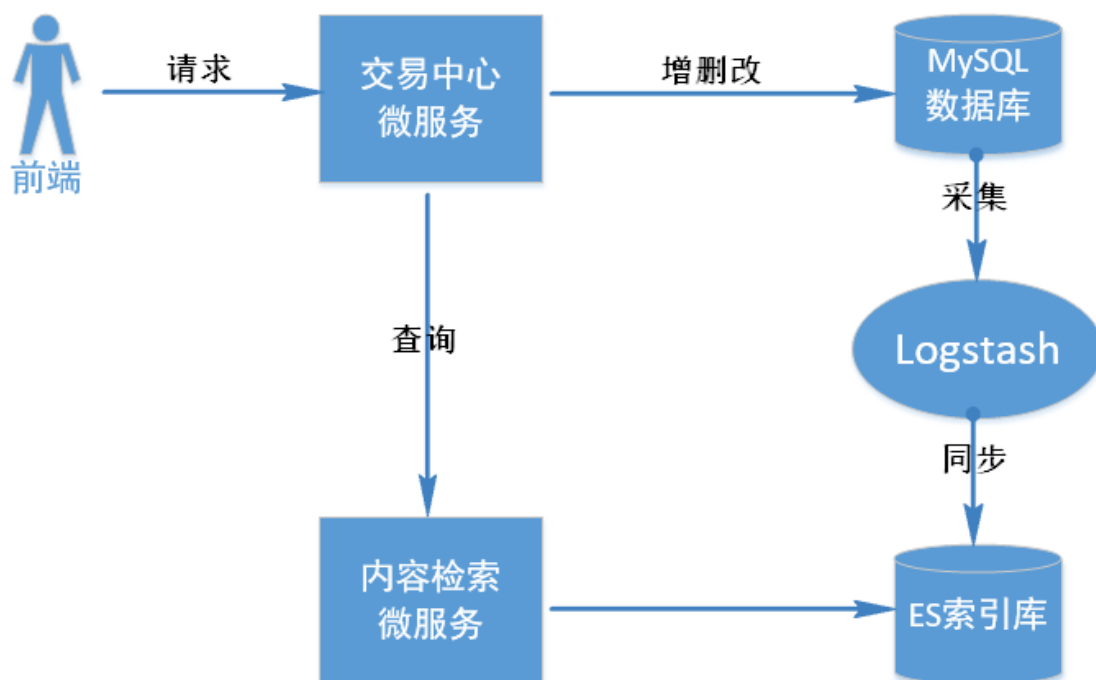 请求
交易中心
微服务
增删改
MySQL
数据库
前端
采集
查询
Logstash
同步
内容检索
微服务
ES索引库